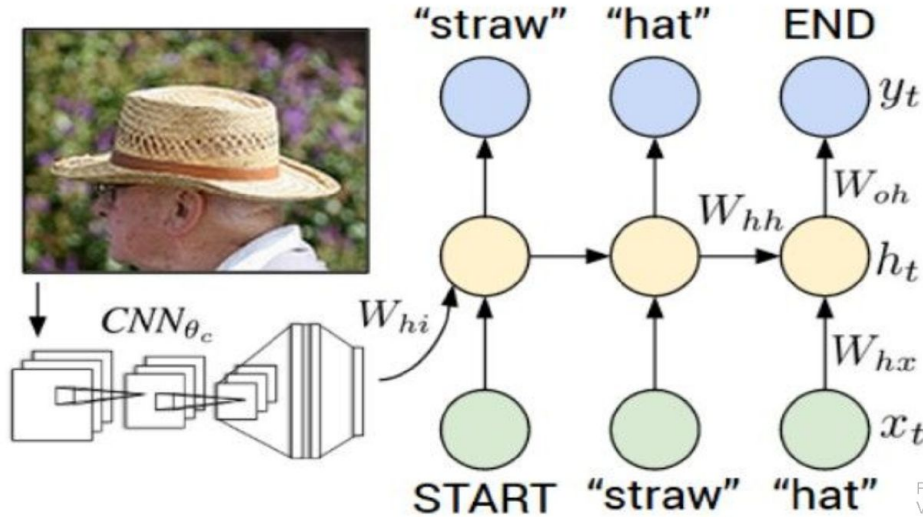 “straw” “hat” END
y_t
W_oh
W_hh
h_t
CNN_θc
W_hi
W_hx
x_t
START “straw” “hat”